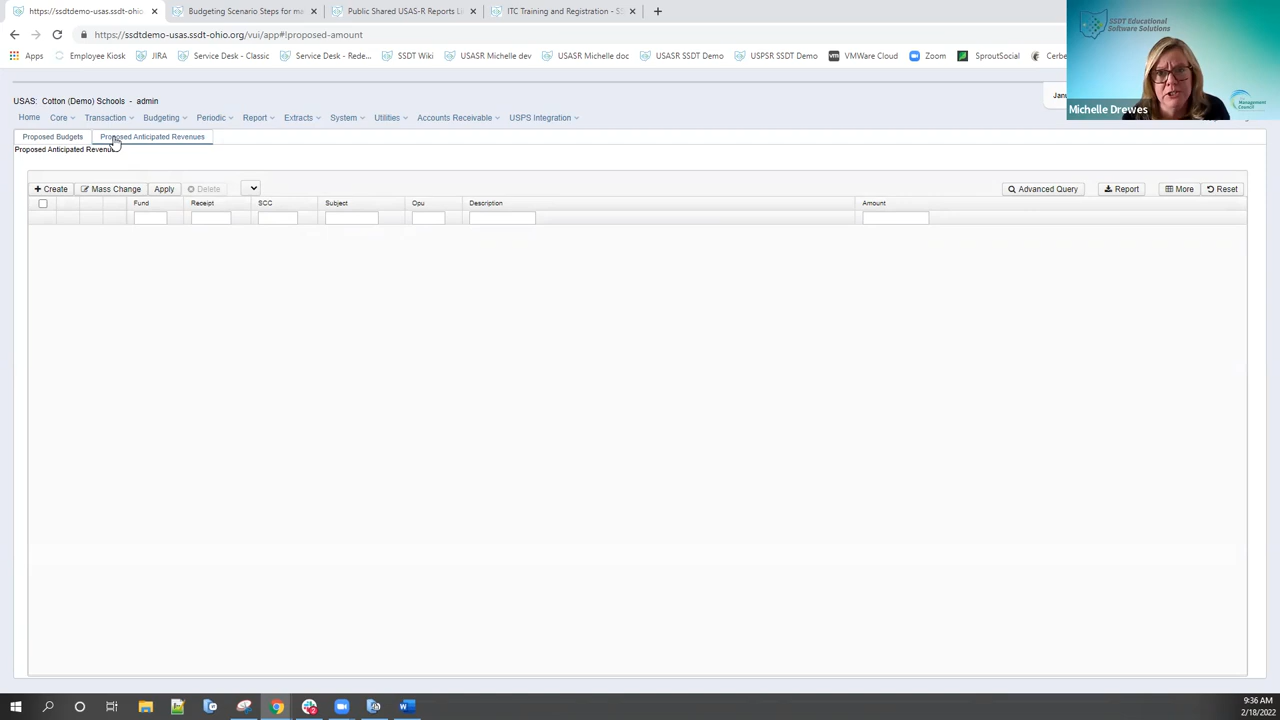 https://ssdtdemo-usas.ssdt-ohio
Budgeting Scenario Steps for ma
Public Shared USAS-R Reports Li
ITC Training and Registration - S
https://ssdtdemo-usas.ssdt-ohio.org/vui/app#!proposed-amount
Apps
Employee Kiosk
JIRA
Service Desk - Classic
Service Desk - Rede...
SSDT Wiki
USASR Michelle dev
USASR Michelle doc
USASR SSDT Demo
USPSR SSDT Demo
VMWare Cloud
Zoom
SproutSocial
Cerbe
SSDT Educational
Software Solutions
Management
Council
Michelle Drewes
USAS: Cotton (Demo) Schools - admin
Home Core Transaction Budgeting Periodic Report Extracts System Utilities Accounts Receivable USPS Integration
Proposed Budgets
Proposed Anticipated Revenues
Proposed Anticipated Revenu
Create Mass Change Apply Delete
Advanced Query Report More Reset
Fund Receipt SCC Subject Opu Description Amount
9:36 AM
2/18/2022